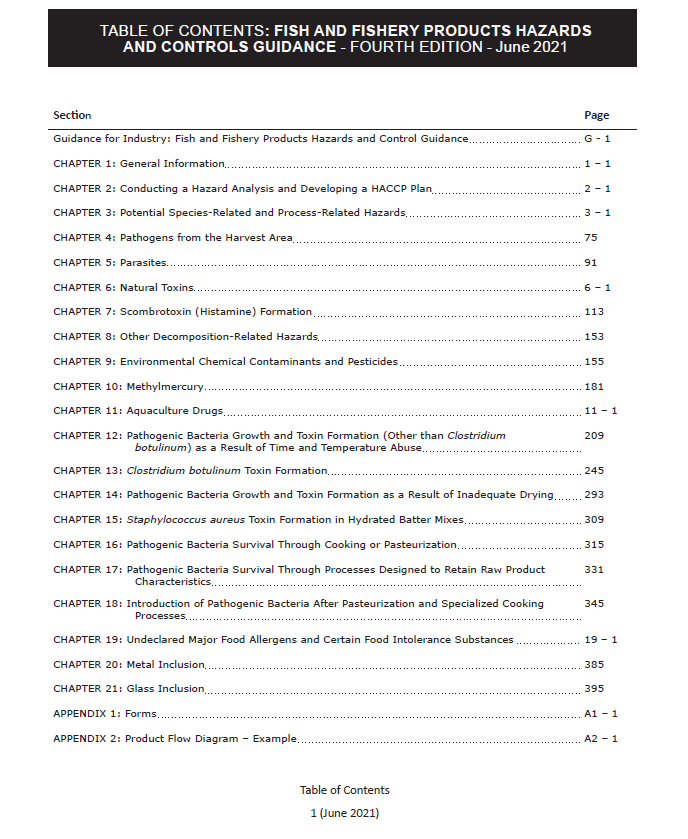 TABLE OF CONTENTS: FISH AND FISHERY PRODUCTS HAZARDS
AND CONTROLS GUIDANCE - FOURTH EDITION - June 2021
Section Page
Guidance for Industry: Fish and Fishery Products Hazards and Control Guidance G - 1
CHAPTER 1: General Information 1 – 1
CHAPTER 2: Conducting a Hazard Analysis and Developing a HACCP Plan 2 – 1
CHAPTER 3: Potential Species-Related and Process-Related Hazards 3 – 1
CHAPTER 4: Pathogens from the Harvest Area 75
CHAPTER 5: Parasites 91
CHAPTER 6: Natural Toxins 6 – 1
CHAPTER 7: Scombrotoxin (Histamine) Formation 113
CHAPTER 8: Other Decomposition-Related Hazards 153
CHAPTER 9: Environmental Chemical Contaminants and Pesticides 155
CHAPTER 10: Methylmercury 181
CHAPTER 11: Aquaculture Drugs 11 – 1
CHAPTER 12: Pathogenic Bacteria Growth and Toxin Formation (Other than Clostridium 209
botulinum) as a Result of Time and Temperature Abuse
CHAPTER 13: Clostridium botulinum Toxin Formation 245
CHAPTER 14: Pathogenic Bacteria Growth and Toxin Formation as a Result of Inadequate Drying 293
CHAPTER 15: Staphylococcus aureus Toxin Formation in Hydrated Batter Mixes 309
CHAPTER 16: Pathogenic Bacteria Survival Through Cooking or Pasteurization 315
CHAPTER 17: Pathogenic Bacteria Survival Through Processes Designed to Retain Raw Product 331
Characteristics
CHAPTER 18: Introduction of Pathogenic Bacteria After Pasteurization and Specialized Cooking 345
Processes
CHAPTER 19: Undeclared Major Food Allergens and Certain Food Intolerance Substances 19 – 1
CHAPTER 20: Metal Inclusion 385
CHAPTER 21: Glass Inclusion 395
APPENDIX 1: Forms A1 – 1
APPENDIX 2: Product Flow Diagram – Example A2 – 1
Table of Contents
1 (June 2021)